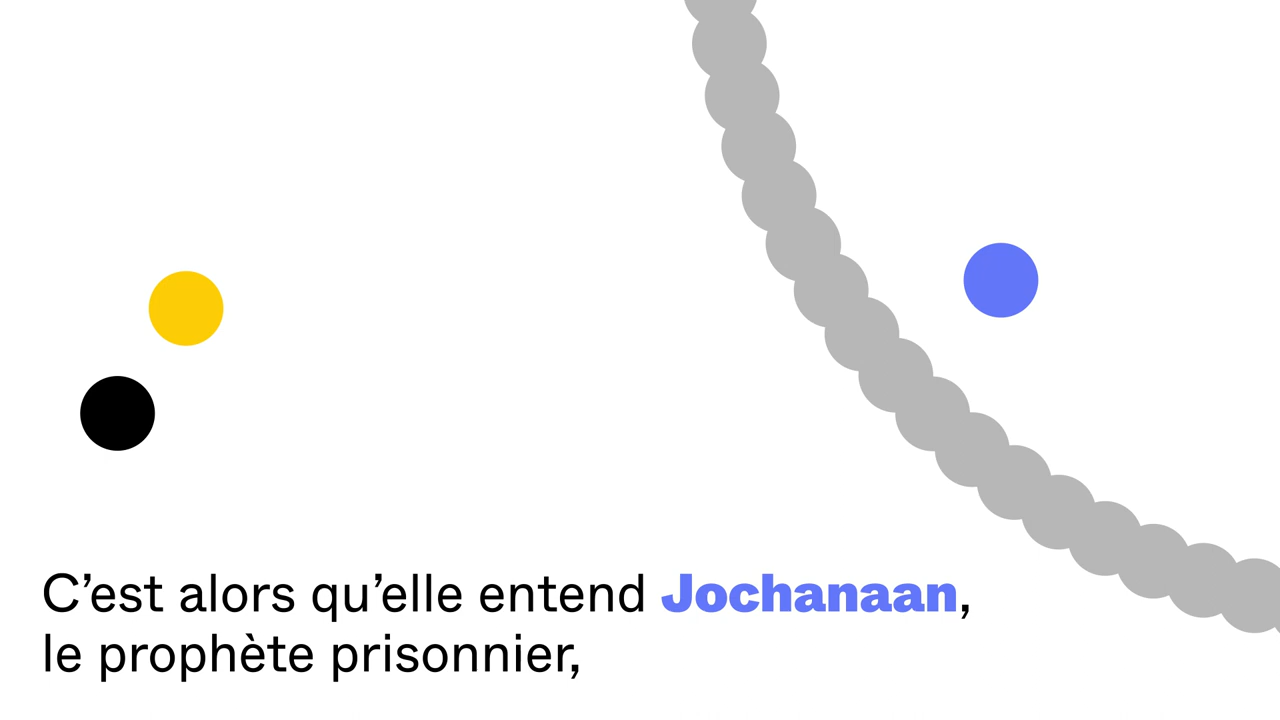 C’est alors qu’elle entend Jochanaan,
le prophète prisonnier,